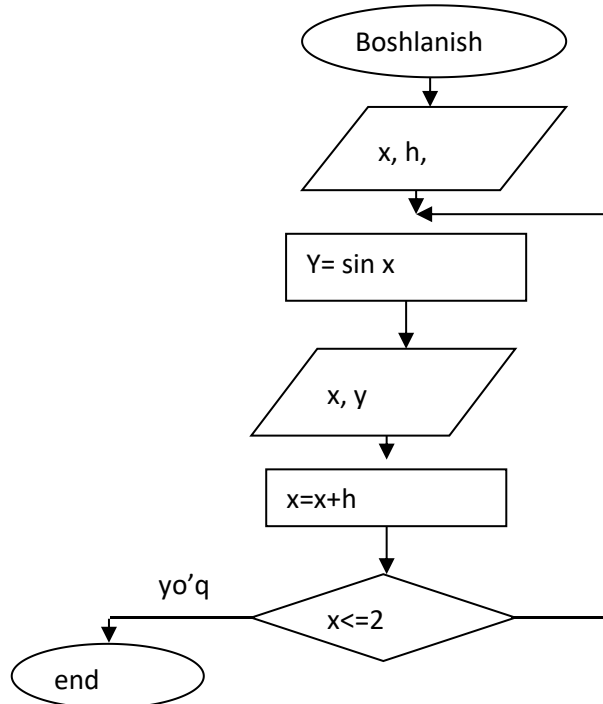 Boshlanish
x, h,
Y= sin x
x, y
x=x+h
yo’q
x<=2
end